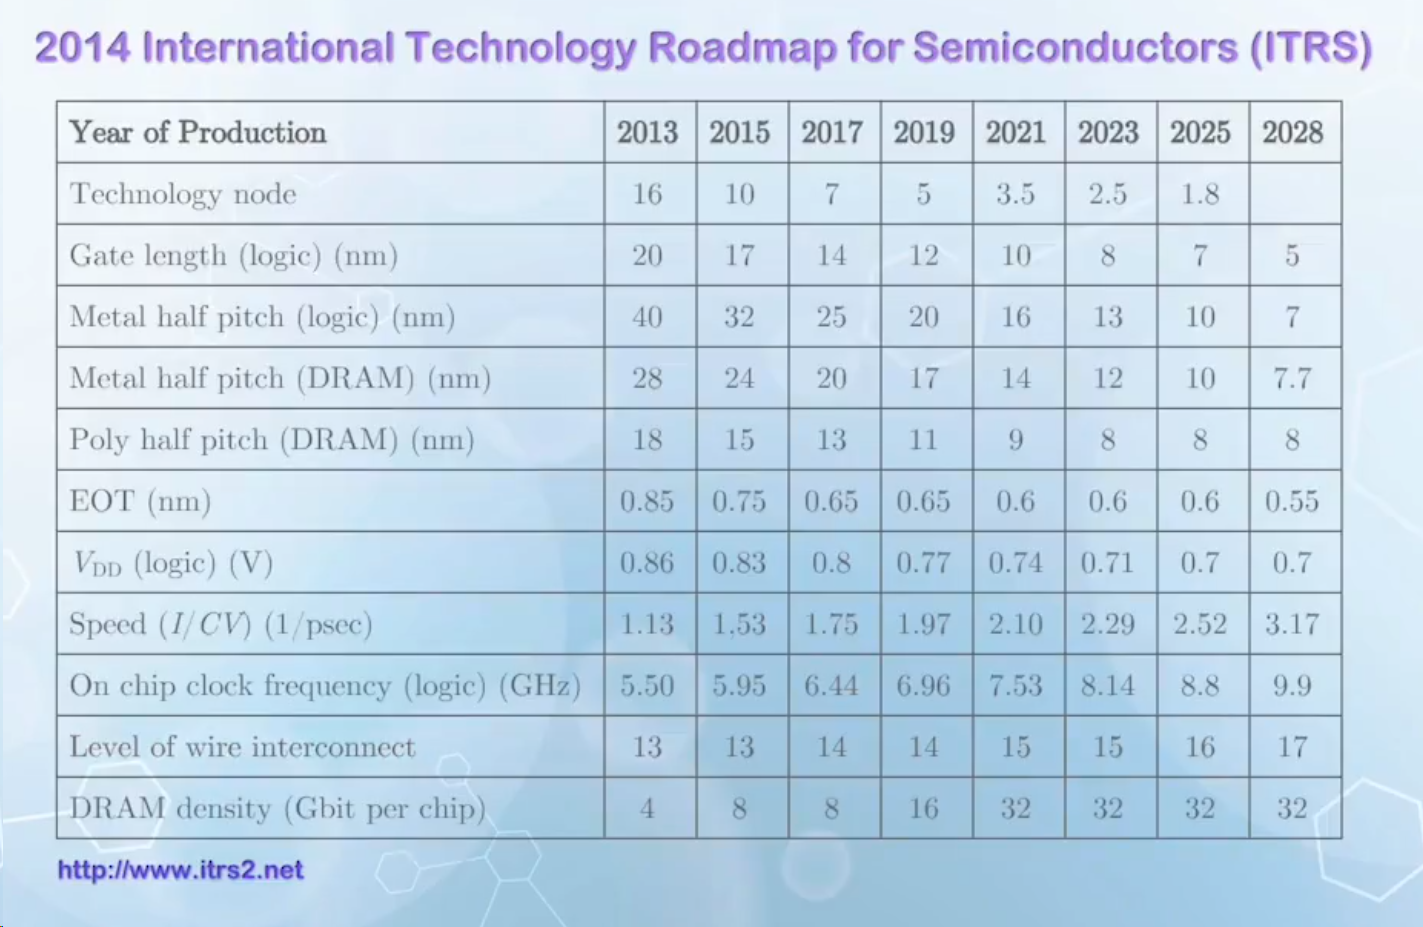 2014 International Technology Roadmap for Semiconductors (ITRS)
Year of Production 2013 2015 2017 2019 2021 2023 2025 2028
Technology node 16 10 7 5 3.5 2.5 1.8
Gate length (logic) (nm) 20 17 14 12 10 8 7 5
Metal half pitch (logic) (nm) 40 32 25 20 16 13 10 7
Metal half pitch (DRAM) (nm) 28 24 20 17 14 12 10 7.7
Poly half pitch (DRAM) (nm) 18 15 13 11 9 8 8 8
EOT (nm) 0.85 0.75 0.65 0.65 0.6 0.6 0.6 0.55
VDD (logic) (V) 0.86 0.83 0.8 0.77 0.74 0.71 0.7 0.7
Speed (I/CV) (1/psec) 1.13 1.53 1.75 1.97 2.10 2.29 2.52 3.17
On chip clock frequency (logic) (GHz) 5.50 5.95 6.44 6.96 7.53 8.14 8.8 9.9
Level of wire interconnect 13 13 14 14 15 15 16 17
DRAM density (Gbit per chip) 4 8 8 16 32 32 32 32
http://www.itrs2.net